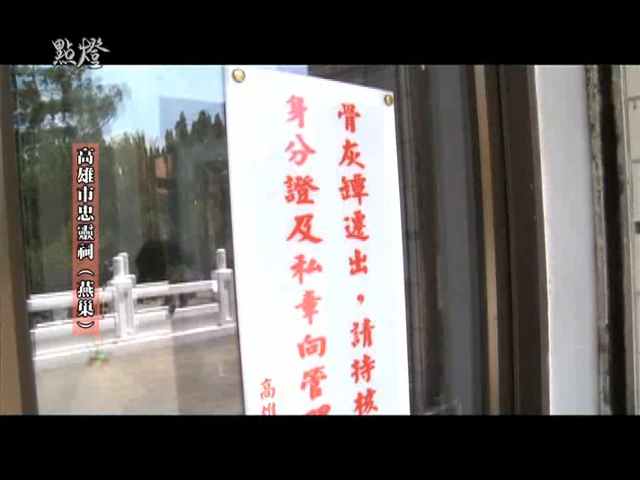 點燈
高雄市忠靈祠（燕巢）
骨灰罈遷出，請持核
身分證及私章向管理
高雄